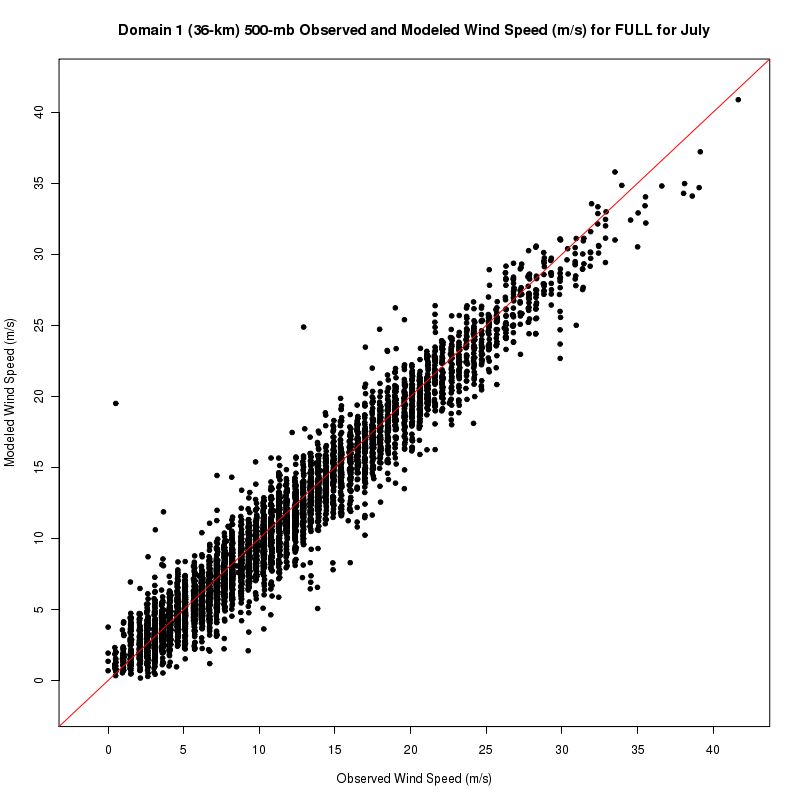 Domain 1 (36-km) 500-mb Observed and Modeled Wind Speed (m/s) for FULL for July
Modeled Wind Speed (m/s)
40
35
30
25
20
15
10
5
0
0 5 10 15 20 25 30 35 40
Observed Wind Speed (m/s)